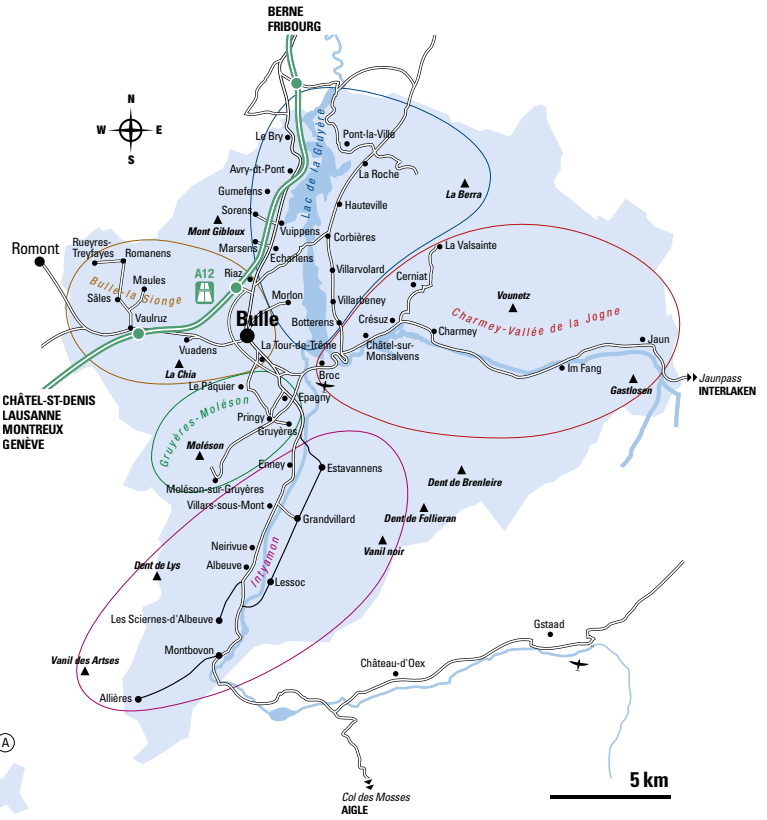 BERNE
FRIBOURG
N
W
E
S
Le Bry
Pont-la-Ville
Lac de la Gruyère
Avry-dt-Pont
La Roche
Gumefens
La Berra
Sorens
Hauteville
Mont Gibloux
Vuippens
Marsens
Corbières
Echarlens
La Valsainte
Romont
Rueyres-
Treyfayes
Romanens
A12
Riaz
Villarvolard
Cerniat
Maules
Bulle-la Sionge
Sâles
Morlon
Villarbeney
Vounetz
Vaulruz
Bulle
Botterens
Crésuz
Charmey-Vallée de la Jogne
Charmey
Vuadens
La Tour-de-Trême
Châtel-sur-
Monsalvens
Jaun
La Chia
Broc
Im Fang
Jaunpass
INTERLAKEN
Gastlosen
Le Pâquier
Epagny
CHÂTEL-ST-DENIS
LAUSANNE
MONTREUX
GENÈVE
Gruyères-Moléson
Pringy
Gruyères
Moléson
Enney
Estavannens
Dent de Brenleire
Moléson-sur-Gruyères
Villars-sous-Mont
Grandvillard
Dent de Follieran
Neirivue
Vanil noir
Albeuve
Dent de Lys
Intyamon
Lessoc
Les Sciernes-d'Albeuve
Gstaad
Montbovon
Vanil des Artses
Château-d'Oex
Allières
A
5 km
Col des Mosses
AIGLE